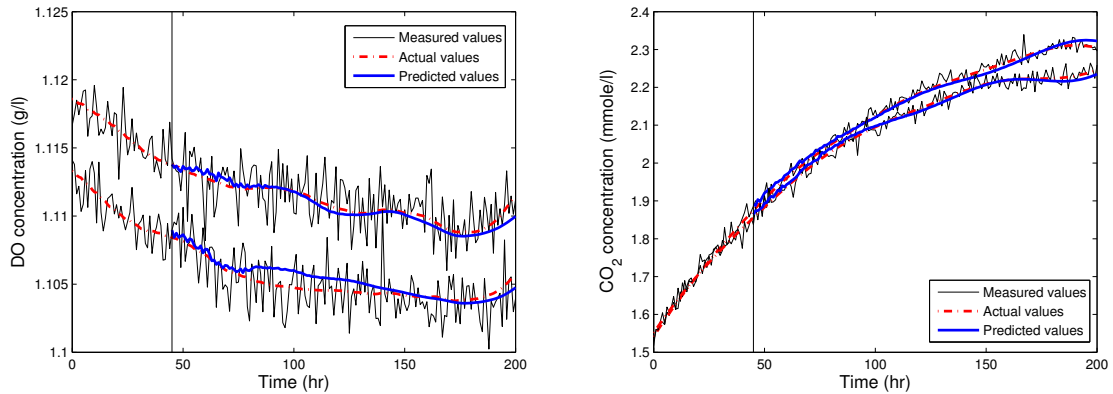 1.125
1.12
1.114
1.111
1.105
1.1
DO concentration (g/l)
Measured values
Actual values
Predicted values
0
50
100
150
200
Time (hr)
2.4
2.3
2.2
2.1
2
1.9
1.8
1.7
1.6
1.5
CO2 concentration (mmole/l)
Measured values
Actual values
Predicted values
0
50
100
150
200
Time (hr)